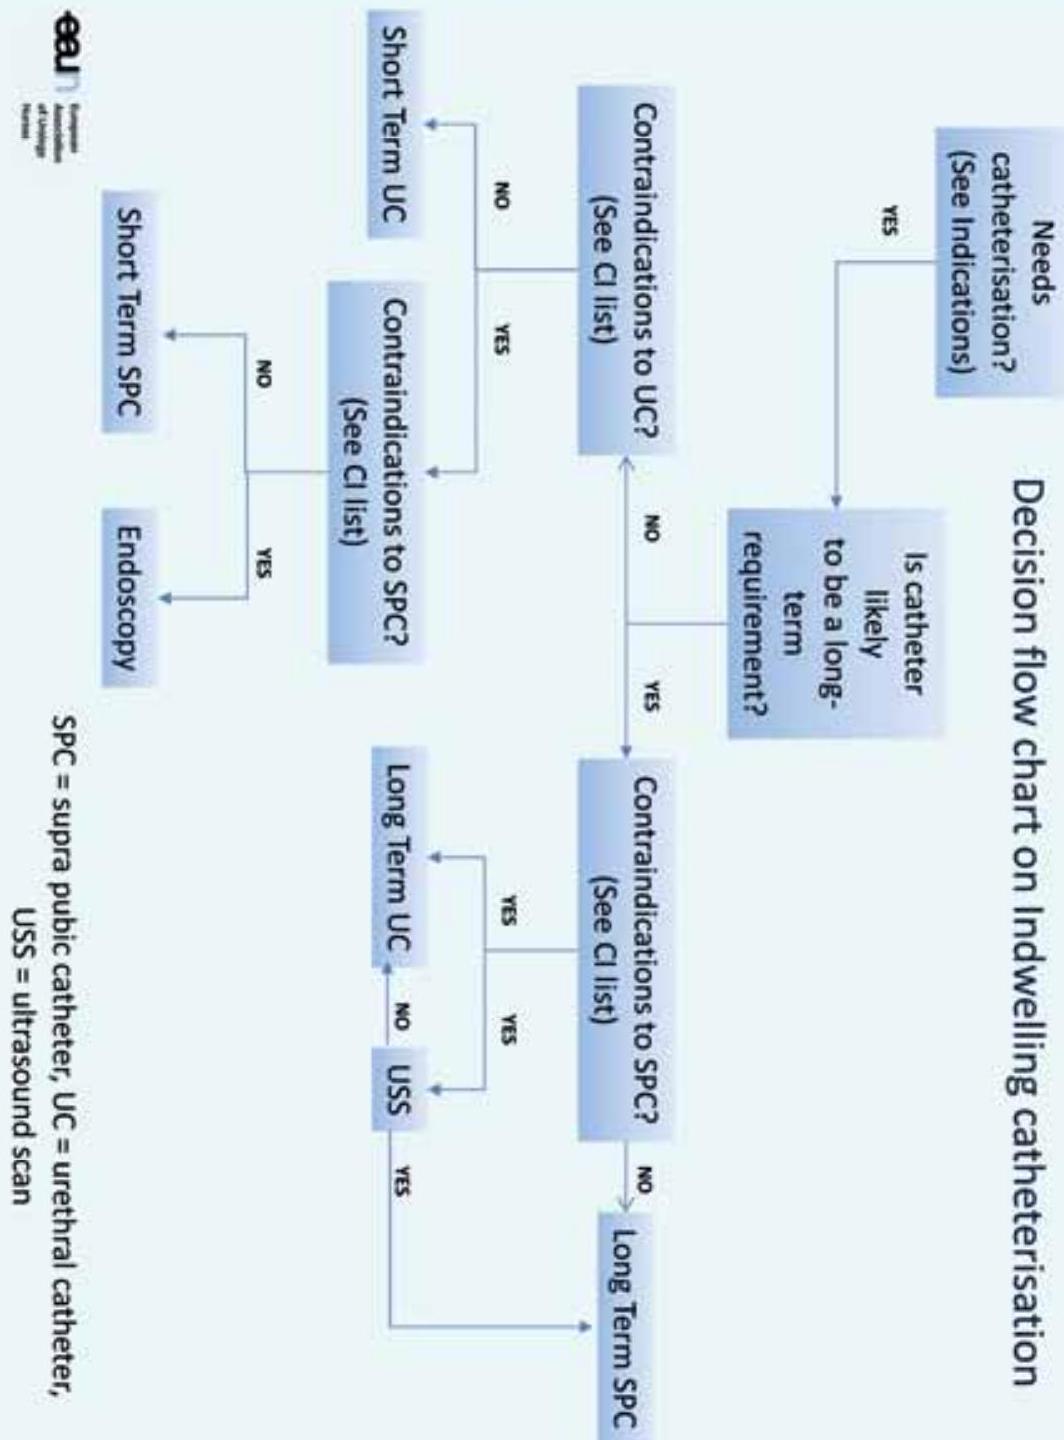 Decision flow chart on Indwelling catheterisation
Needs
catheterisation?
(See Indications)
YES
Is catheter
likely
to be a long-
term
requirement?
NO
YES
Contraindications to UC?
(See CI list)
NO
YES
Short Term UC
Contraindications to SPC?
(See CI list)
NO
YES
Short Term SPC
Endoscopy
Contraindications to SPC?
(See CI list)
NO
Long Term SPC
YES
YES
Long Term UC
NO
USS
YES
SPC = supra pubic catheter, UC = urethral catheter,
USS = ultrasound scan
eaun
European
Association
of Urology
Nurses